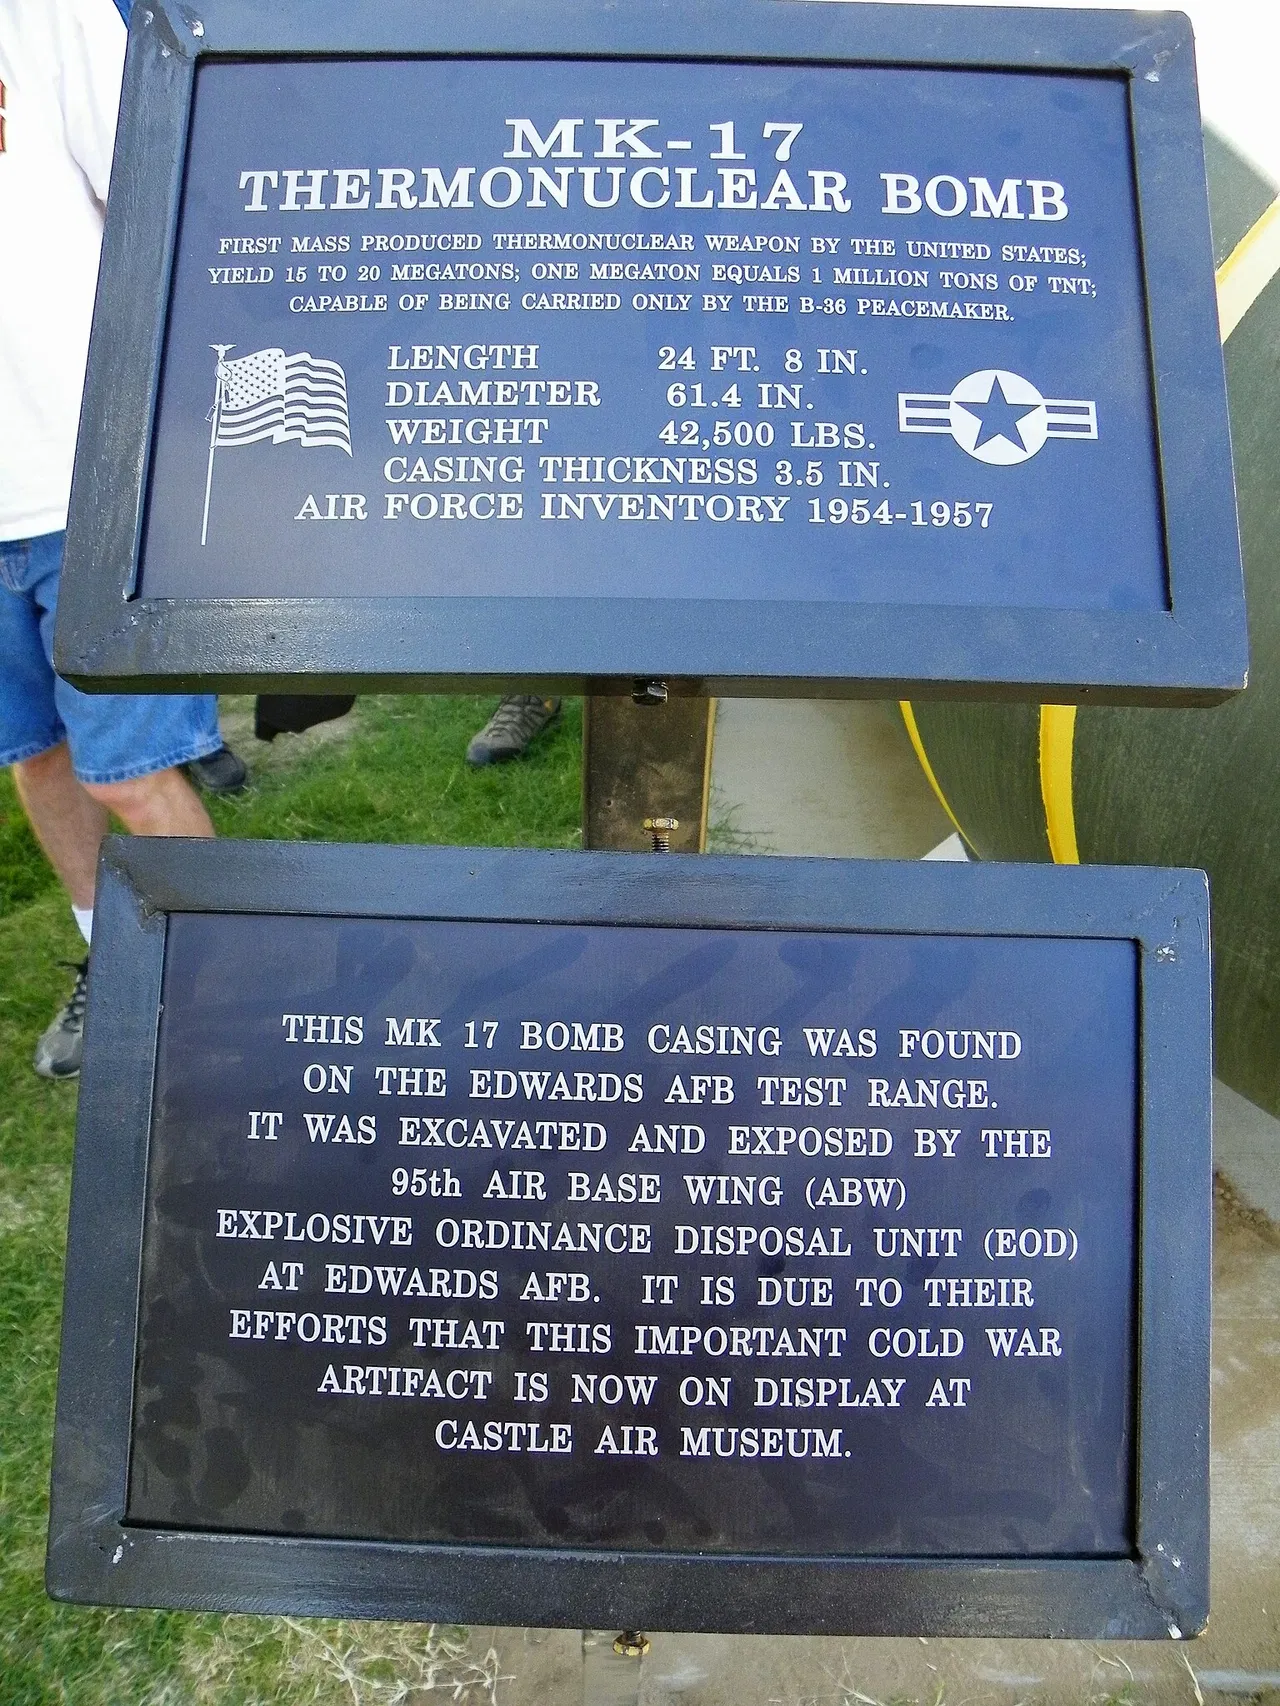 MK-17
THERMONUCLEAR BOMB
FIRST MASS PRODUCED THERMONUCLEAR WEAPON BY THE UNITED STATES;
YIELD 15 TO 20 MEGATONS; ONE MEGATON EQUALS 1 MILLION TONS OF TNT;
CAPABLE OF BEING CARRIED ONLY BY THE B-36 PEACEMAKER.
LENGTH 24 FT. 8 IN.
DIAMETER 61.4 IN.
WEIGHT 42,500 LBS.
CASING THICKNESS 3.5 IN.
AIR FORCE INVENTORY 1954-1957
THIS MK 17 BOMB CASING WAS FOUND
ON THE EDWARDS AFB TEST RANGE.
IT WAS EXCAVATED AND EXPOSED BY THE
95th AIR BASE WING (ABW)
EXPLOSIVE ORDINANCE DISPOSAL UNIT (EOD)
AT EDWARDS AFB. IT IS DUE TO THEIR
EFFORTS THAT THIS IMPORTANT COLD WAR
ARTIFACT IS NOW ON DISPLAY AT
CASTLE AIR MUSEUM.